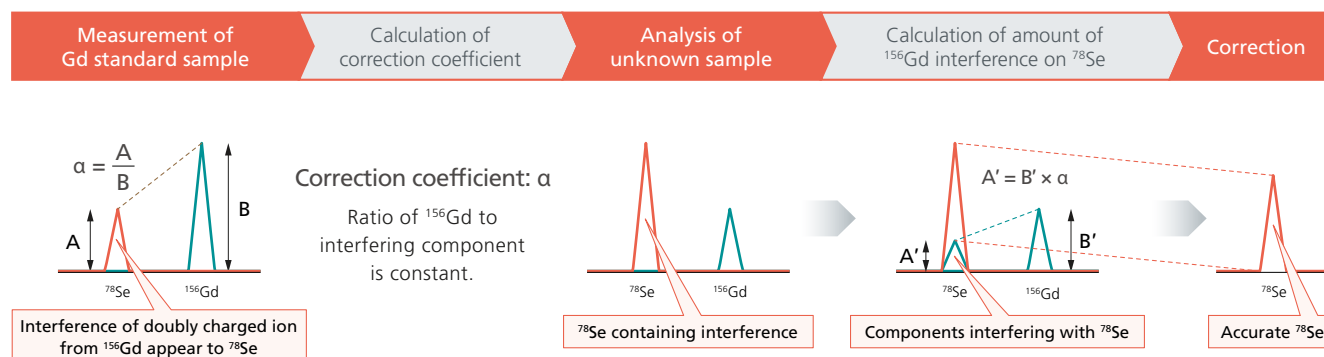 Measurement of
Gd standard sample
Calculation of
correction coefficient
Analysis of
unknown sample
Calculation of amount of
¹⁵⁶Gd interference on ⁷⁸Se
Correction
α = A/B
A
B
⁷⁸Se
¹⁵⁶Gd
Interference of doubly charged ion
from ¹⁵⁶Gd appear to ⁷⁸Se
Correction coefficient: α
Ratio of ¹⁵⁶Gd to
interfering component
is constant.
⁷⁸Se
¹⁵⁶Gd
⁷⁸Se containing interference
A′ = B′ × α
A′
B′
⁷⁸Se
¹⁵⁶Gd
Components interfering with ⁷⁸Se
⁷⁸Se
Accurate ⁷⁸Se